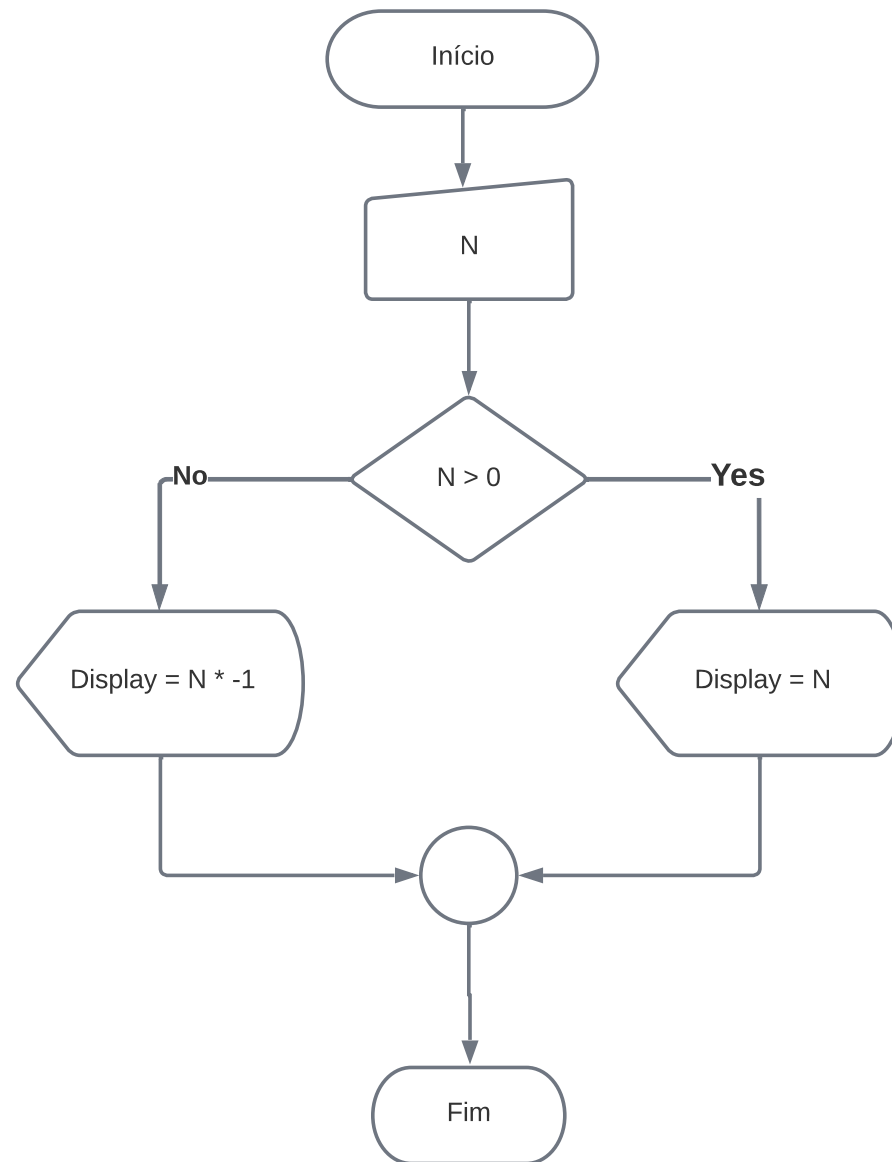 Início
N
N > 0
No
Yes
Display = N * -1
Display = N
Fim